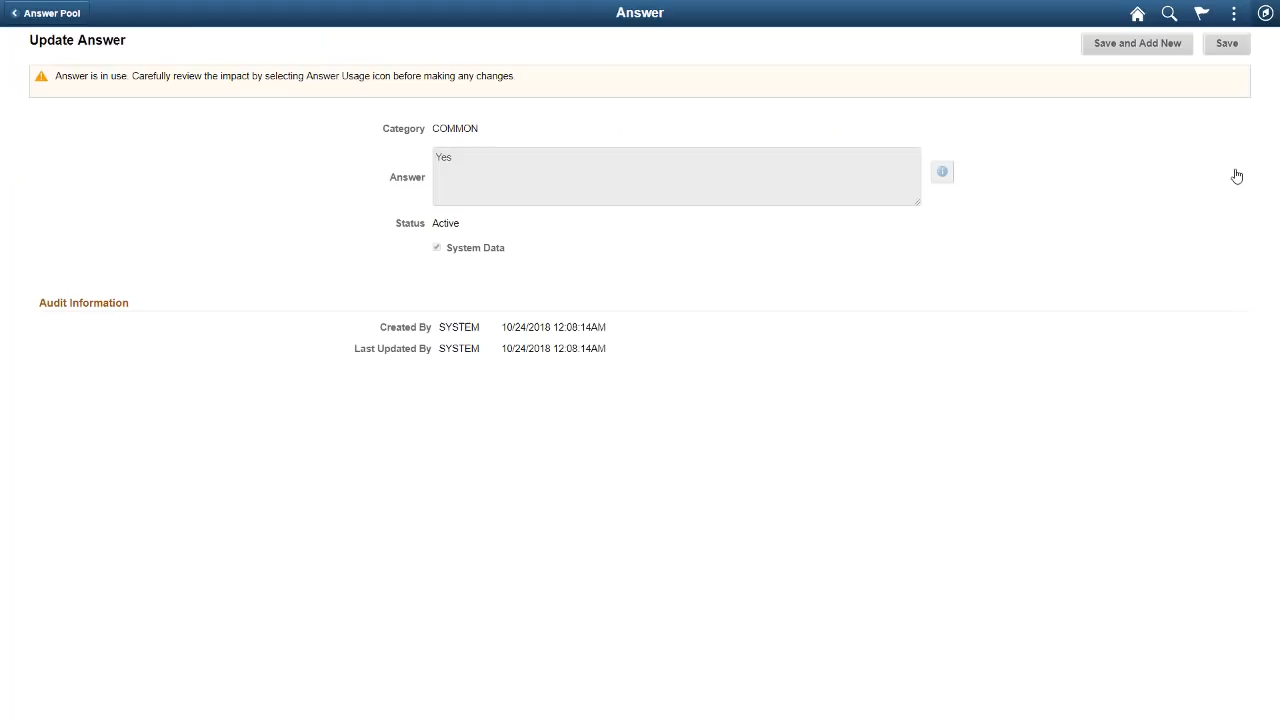 Answer Pool
Answer
Update Answer
Save and Add New
Save
Answer is in use. Carefully review the impact by selecting Answer Usage icon before making any changes.
Category COMMON
Answer Yes
Status Active
System Data
Audit Information
Created By SYSTEM 10/24/2018 12:08:14AM
Last Updated By SYSTEM 10/24/2018 12:08:14AM